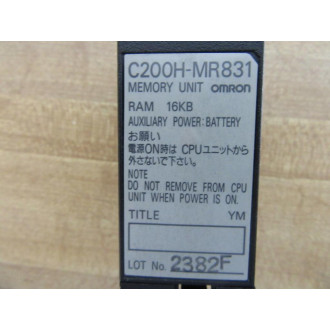 C200H-MR831
MEMORY UNIT OMRON
RAM 16KB
AUXILIARY POWER:BATTERY
お願い
電源ON時は CPUユニットから
外さないで下さい。
NOTE
DO NOT REMOVE FROM CPU
UNIT WHEN POWER IS ON.
TITLE YM
LOT No. 2382F